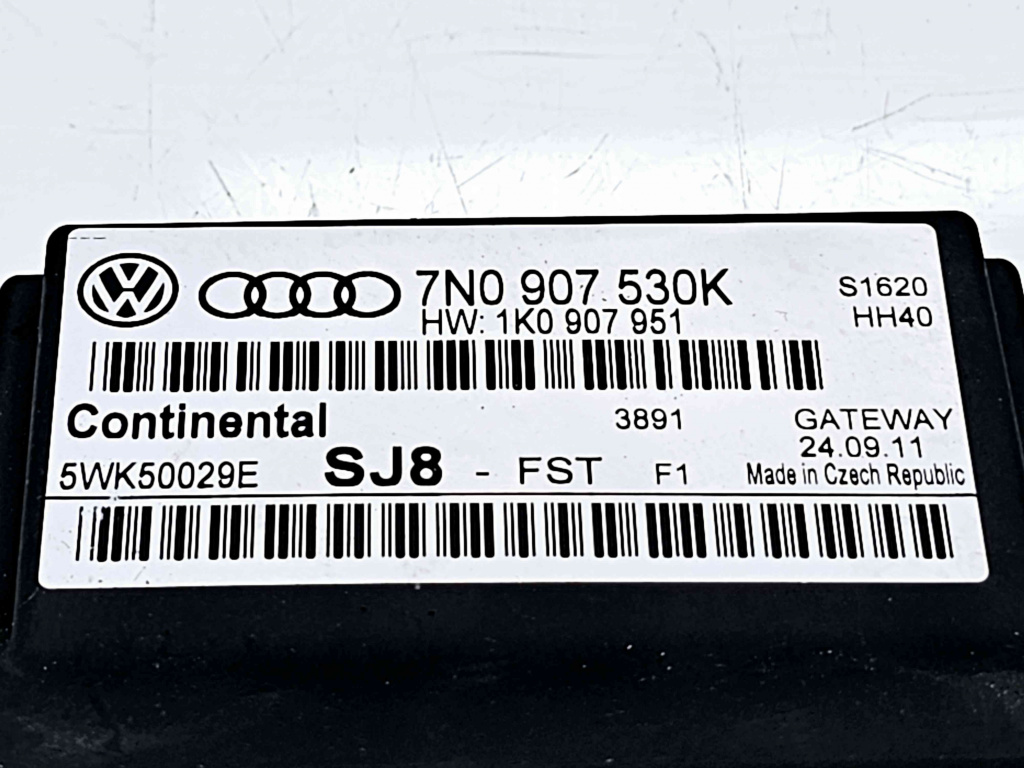 7N0 907 530K
HW: 1K0 907 951
S1620
HH40
Continental
3891
GATEWAY
24.09.11
5WK50029E
SJ8 - FST F1
Made in Czech Republic